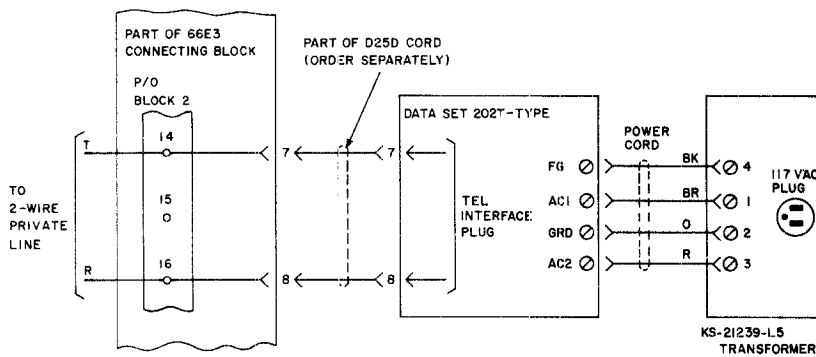 PART OF 66E3
CONNECTING BLOCK
P/O
BLOCK 2
14
15
16
T
R
TO
2-WIRE
PRIVATE
LINE
PART OF D25D CORD
(ORDER SEPARATELY)
7
7
8
8
DATA SET 202T-TYPE
TEL
INTERFACE
PLUG
FG
AC1
GRD
AC2
POWER
CORD
BK
BR
O
R
4
1
2
3
117 VAC
PLUG
KS-21239-L5
TRANSFORMER